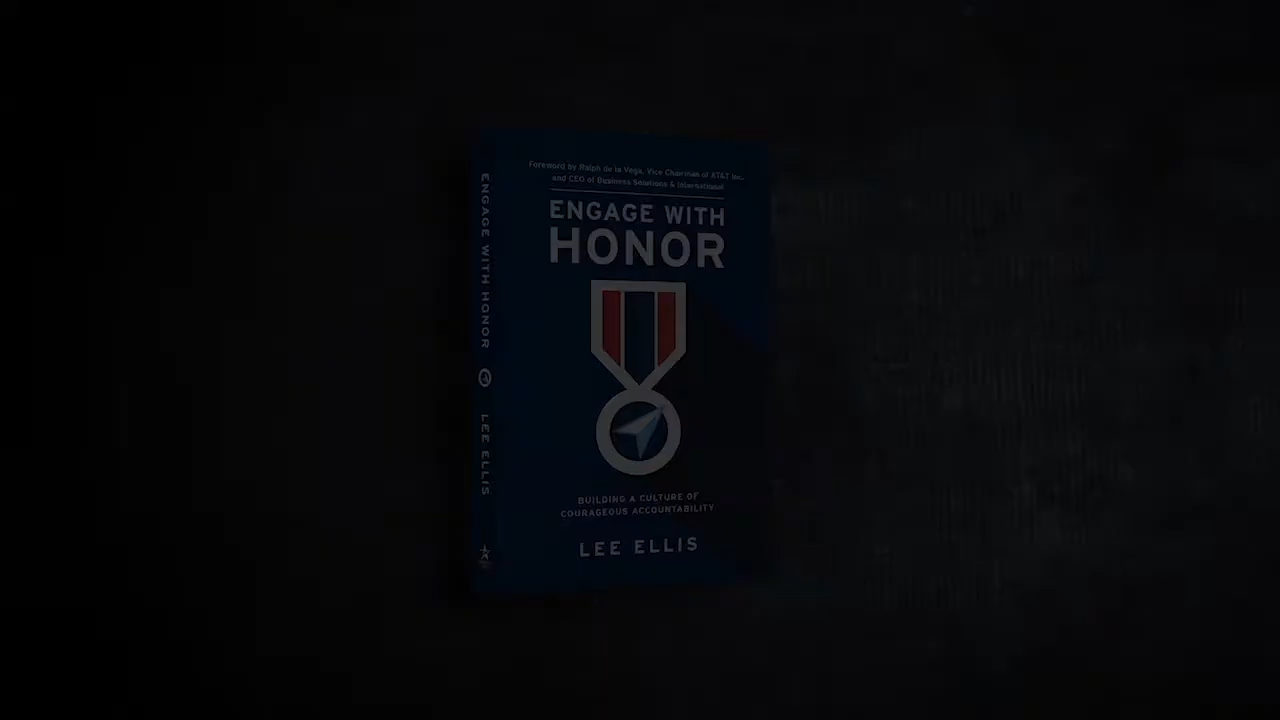 Foreword by Ralph de la Vega, Vice Chairman of AT&T Inc.,
and CEO of Business Solutions & International
ENGAGE WITH
HONOR
BUILDING A CULTURE OF
COURAGEOUS ACCOUNTABILITY
LEE ELLIS
ENGAGE WITH HONOR
LEE ELLIS